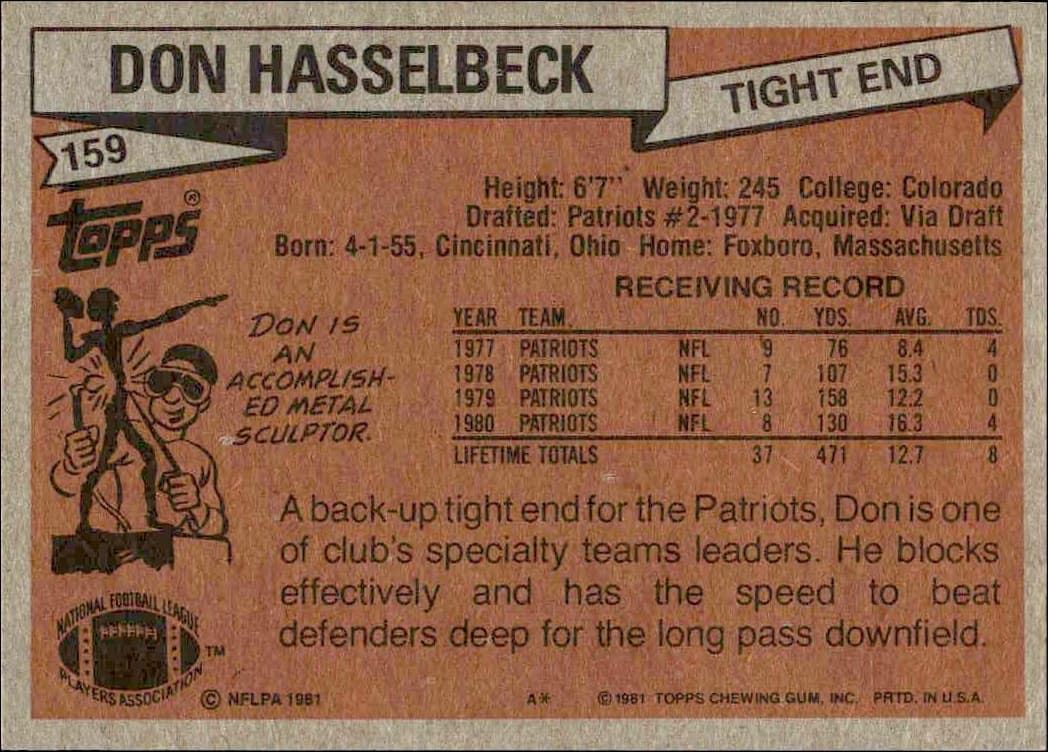 DON HASSELBECK
TIGHT END
159
Topps®
Height: 6'7" Weight: 245 College: Colorado
Drafted: Patriots #2-1977 Acquired: Via Draft
Born: 4-1-55, Cincinnati, Ohio Home: Foxboro, Massachusetts
DON IS
AN
ACCOMPLISH-
ED METAL
SCULPTOR.
RECEIVING RECORD
YEAR TEAM NO. YDS. AVG. TDS.
1977 PATRIOTS NFL 9 76 8.4 4
1978 PATRIOTS NFL 7 107 15.3 0
1979 PATRIOTS NFL 13 158 12.2 0
1980 PATRIOTS NFL 8 130 16.3 4
LIFETIME TOTALS 37 471 12.7 8
A back-up tight end for the Patriots, Don is one
of club's specialty teams leaders. He blocks
effectively and has the speed to beat
defenders deep for the long pass downfield.
NATIONAL FOOTBALL LEAGUE
PLAYERS ASSOCIATION
TM
© NFLPA 1981 A* © 1981 TOPPS CHEWING GUM, INC. PRTD. IN U.S.A.